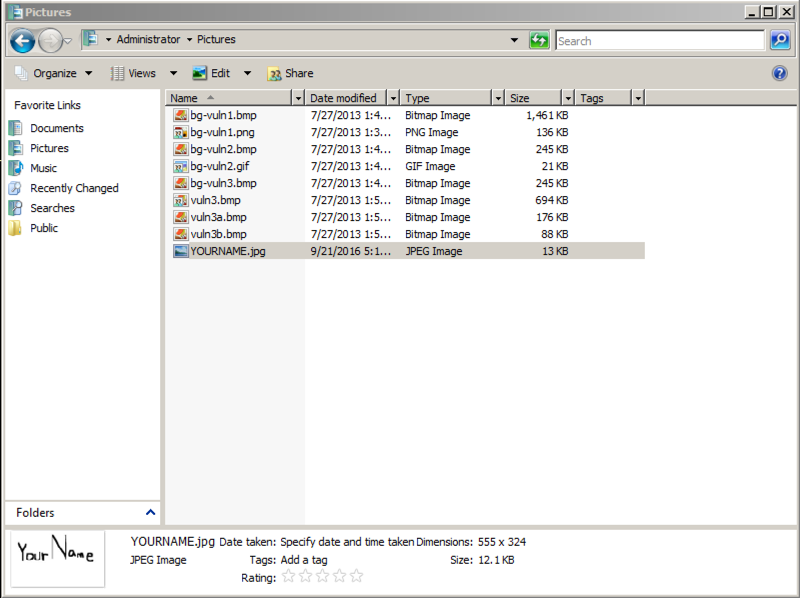 Pictures
Administrator Pictures Search
Organize Views Edit Share
Favorite Links
Documents
Pictures
Music
Recently Changed
Searches
Public
Name Date modified Type Size Tags
bg-vuln1.bmp 7/27/2013 1:4... Bitmap Image 1,461 KB
bg-vuln1.png 7/27/2013 1:3... PNG Image 136 KB
bg-vuln2.bmp 7/27/2013 1:4... Bitmap Image 245 KB
bg-vuln2.gif 7/27/2013 1:4... GIF Image 21 KB
bg-vuln3.bmp 7/27/2013 1:4... Bitmap Image 245 KB
vuln3.bmp 7/27/2013 1:5... Bitmap Image 694 KB
vuln3a.bmp 7/27/2013 1:5... Bitmap Image 176 KB
vuln3b.bmp 7/27/2013 1:5... Bitmap Image 88 KB
YOURNAME.jpg 9/21/2016 5:1... JPEG Image 13 KB
Folders
Your Name
YOURNAME.jpg Date taken: Specify date and time taken Dimensions: 555 x 324
JPEG Image Tags: Add a tag Size: 12.1 KB
Rating: